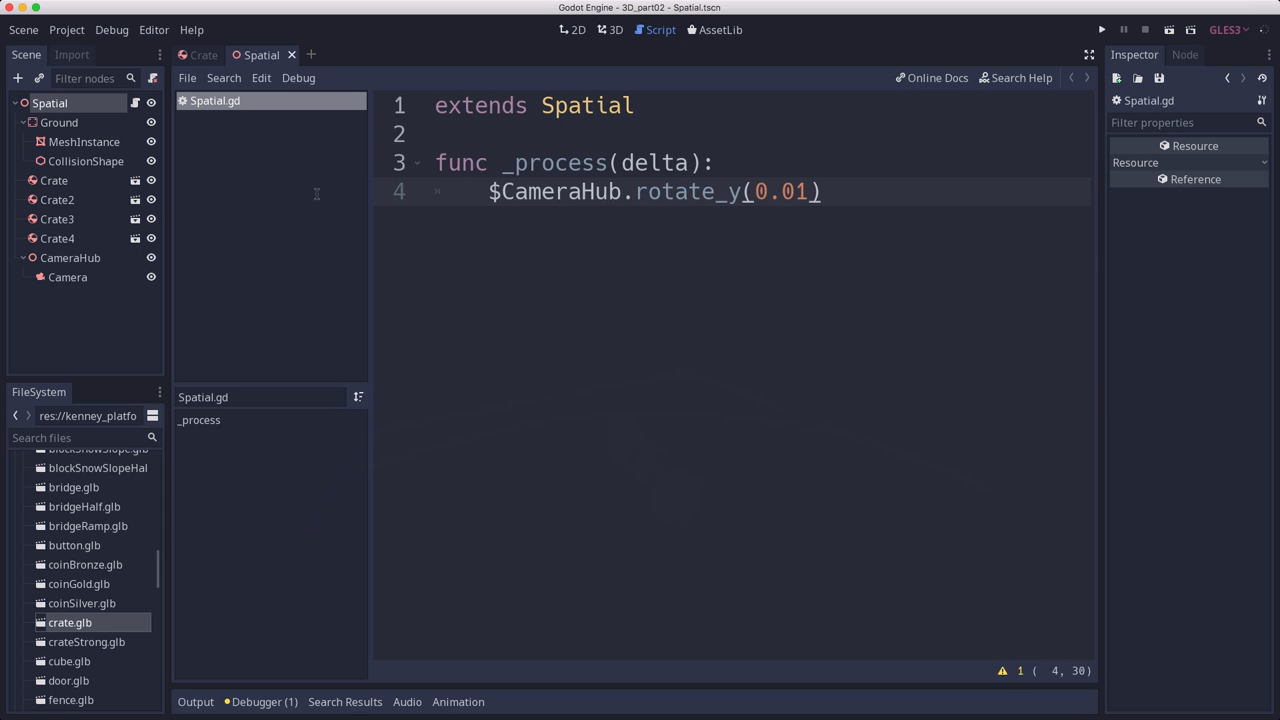 Godot Engine - 3D_part02 - Spatial.tscn
Scene Project Debug Editor Help
2D 3D Script AssetLib
GLES3
Scene Import
Crate Spatial
Inspector Node
Filter nodes
File Search Edit Debug
Online Docs Search Help
Spatial
Ground
MeshInstance
CollisionShape
Crate
Crate2
Crate3
Crate4
CameraHub
Camera
Spatial.gd
Spatial.gd
_process
1 extends Spatial
2
3 func _process(delta):
4 $CameraHub.rotate_y(0.01)
Spatial.gd
Filter properties
Resource
Resource
Reference
FileSystem
res://kenney_platfo
Search files
blockSnowSlope.glb
blockSnowSlopeHal
bridge.glb
bridgeHalf.glb
bridgeRamp.glb
button.glb
coinBronze.glb
coinGold.glb
coinSilver.glb
crate.glb
crateStrong.glb
cube.glb
door.glb
fence.glb
1 ( 4, 30)
Output Debugger (1) Search Results Audio Animation